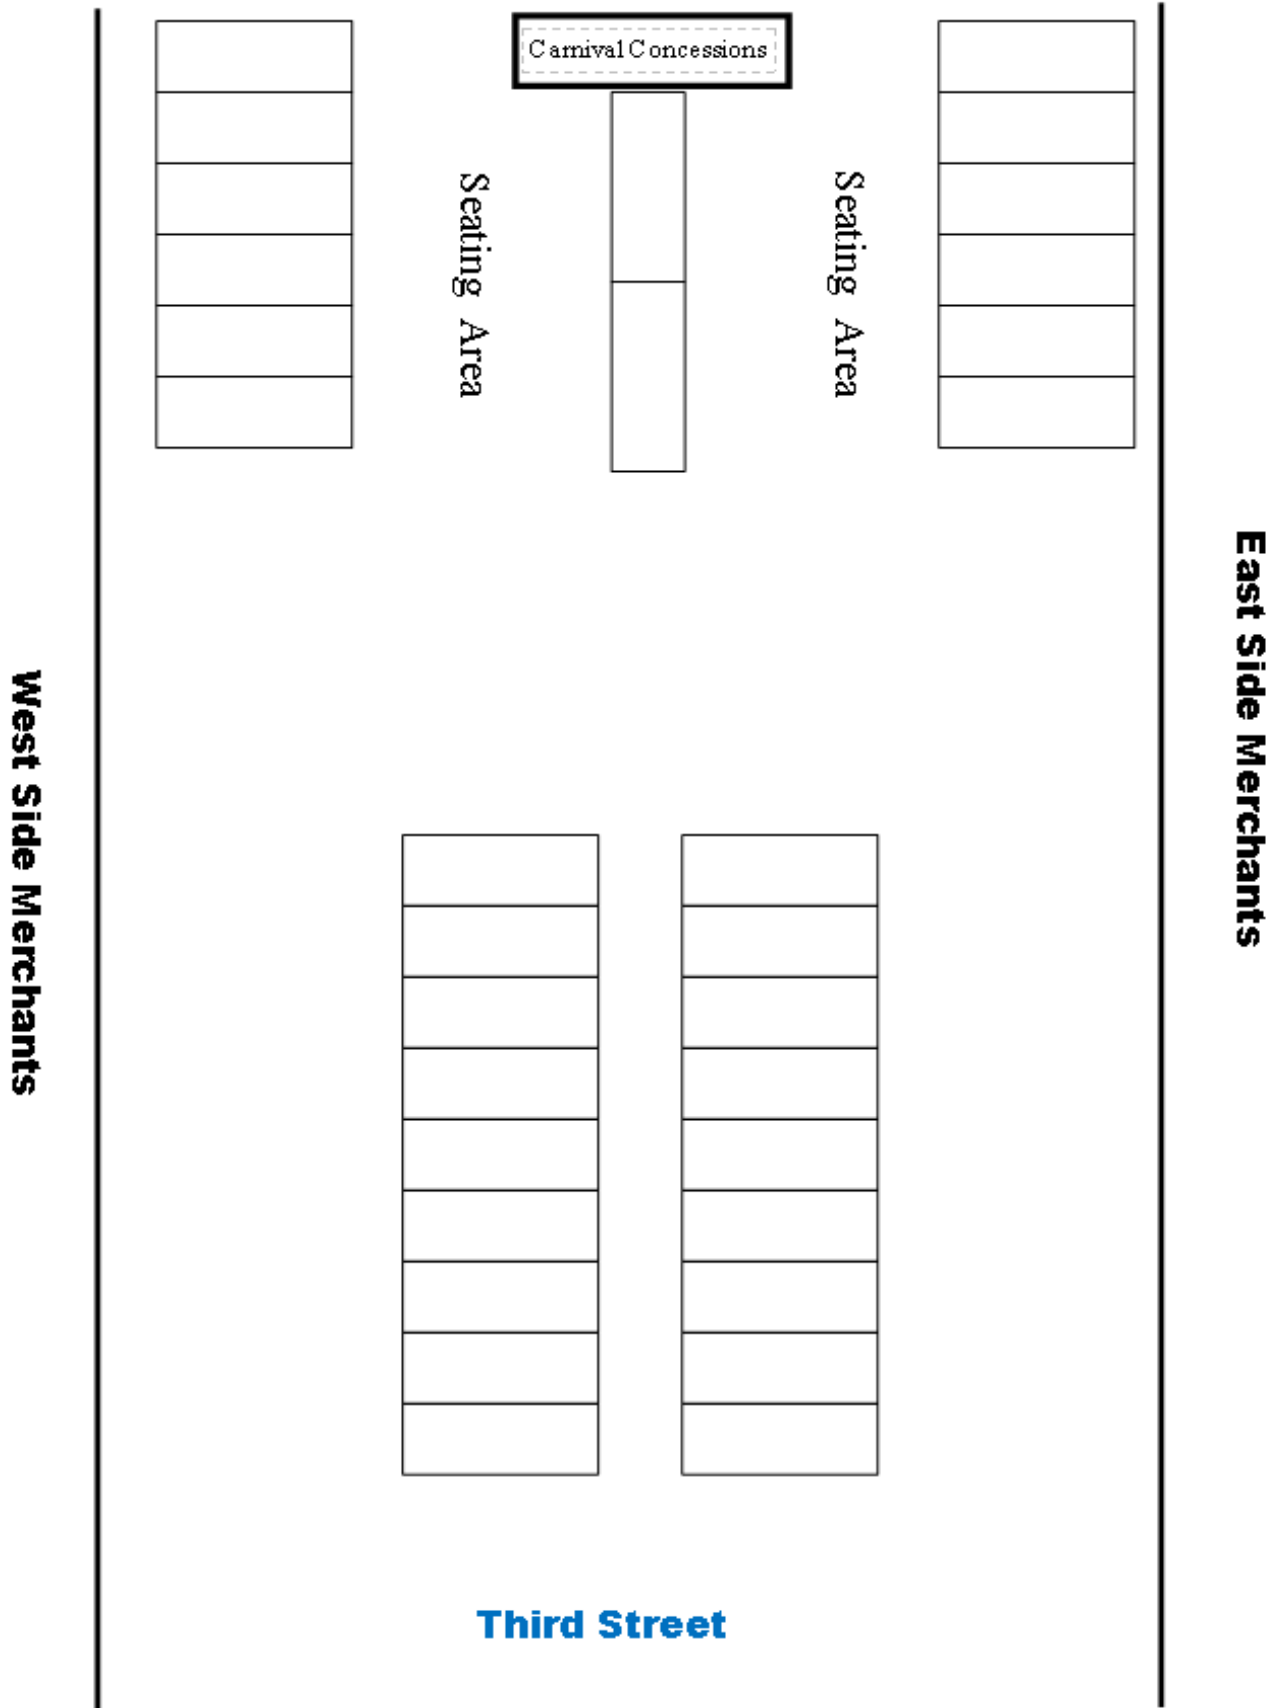 Carnival Concessions
Seating Area
Seating Area
East Side Merchants
West Side Merchants
Third Street